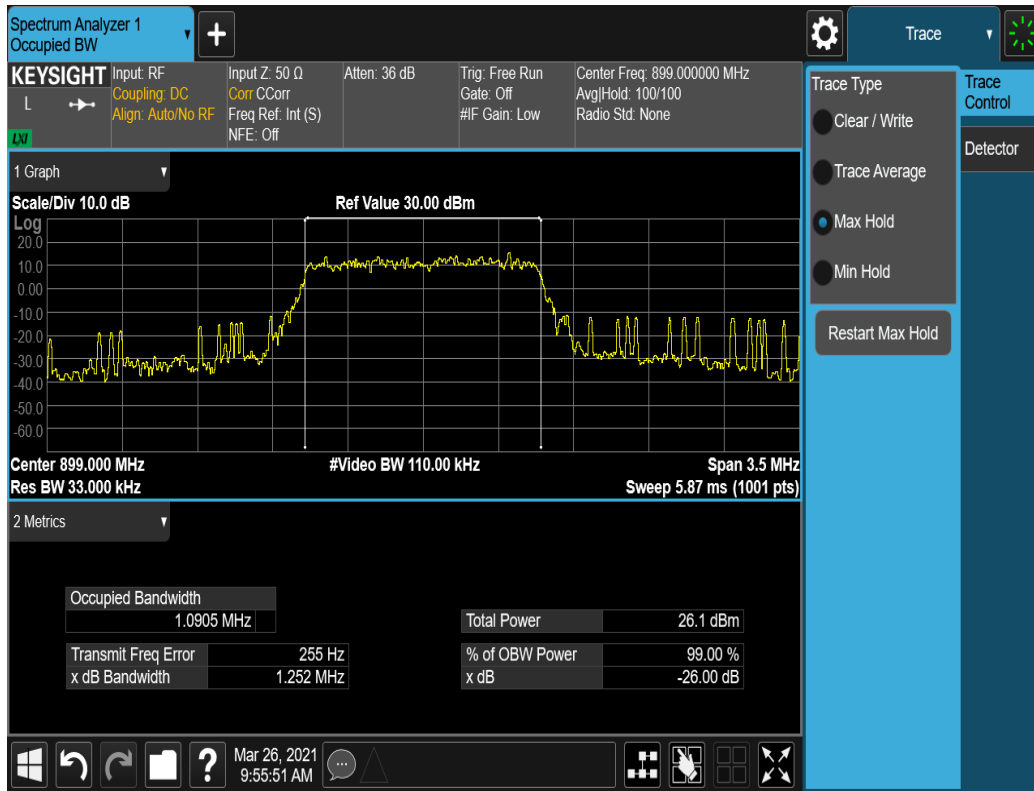 Spectrum Analyzer 1
Occupied BW
+
Trace
KEYSIGHT
L
LXI
Input: RF
Coupling: DC
Align: Auto/No RF
Input Z: 50 Ω
Corr CCorr
Freq Ref: Int (S)
NFE: Off
Atten: 36 dB
Trig: Free Run
Gate: Off
#IF Gain: Low
Center Freq: 899.000000 MHz
Avg|Hold: 100/100
Radio Std: None
Trace Type
Clear / Write
Trace Average
Max Hold
Min Hold
Restart Max Hold
Trace
Control
Detector
1 Graph
Scale/Div 10.0 dB
Ref Value 30.00 dBm
Log
20.0
10.0
0.00
-10.0
-20.0
-30.0
-40.0
-50.0
-60.0
Center 899.000 MHz
#Video BW 110.00 kHz
Span 3.5 MHz
Res BW 33.000 kHz
Sweep 5.87 ms (1001 pts)
2 Metrics
Occupied Bandwidth
1.0905 MHz
Total Power 26.1 dBm
Transmit Freq Error 255 Hz
% of OBW Power 99.00 %
x dB Bandwidth 1.252 MHz
x dB -26.00 dB
?
Mar 26, 2021
9:55:51 AM